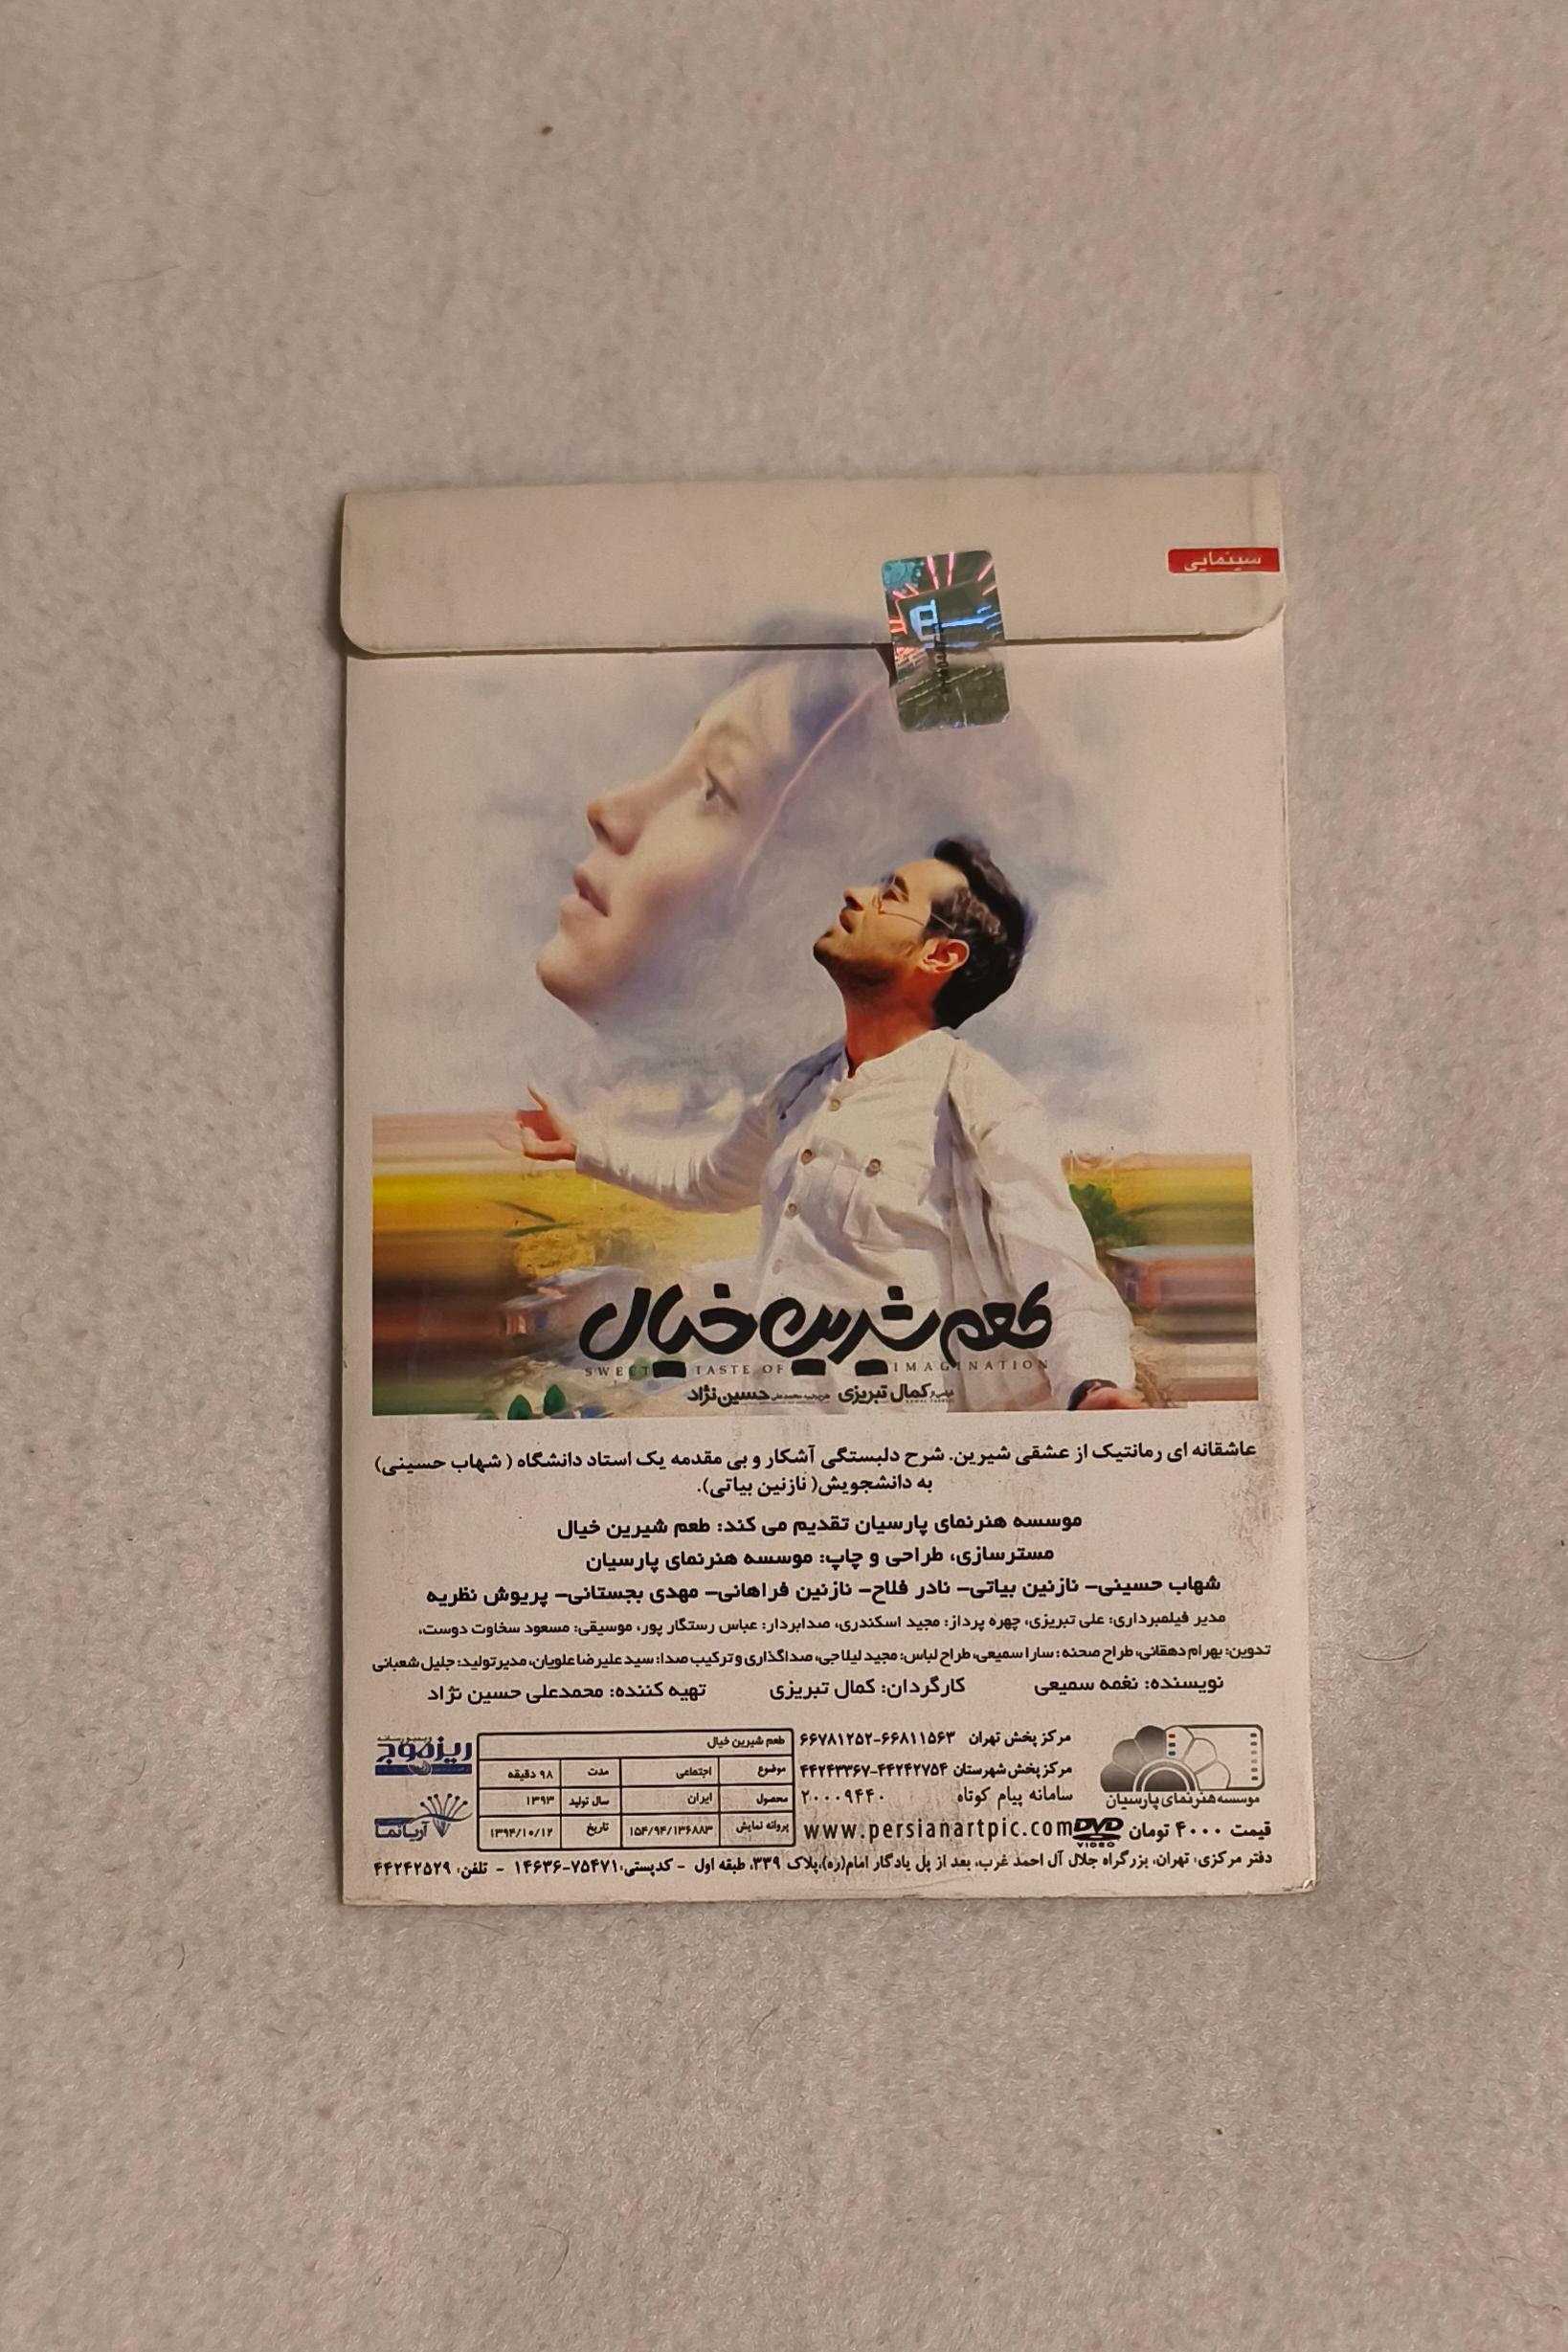 سینمایی
طعم شیرین خیال
SWEET TASTE OF IMAGINATION
کمال تبریزی حسین‌نژاد
عاشقانه ای رمانتیک از عشقی شیرین. شرح دلبستگی آشکار و بی مقدمه یک استاد دانشگاه ( شهاب حسینی)
به دانشجویش( نازنین بیاتی).
موسسه هنرنمای پارسیان تقدیم می کند: طعم شیرین خیال
مسترسازی، طراحی و چاپ: موسسه هنرنمای پارسیان
شهاب حسینی– نازنین بیاتی– نادر فلاح– نازنین فراهانی– مهدی بجستانی– پریوش نظریه
مدیر فیلمبرداری: علی تبریزی، چهره پرداز: مجید اسکندری، صدابردار: عباس رستگار پور، موسیقی: مسعود سخاوت دوست،
تدوین: بهرام دهقانی، طراح صحنه: سارا سمیعی، طراح لباس: مجید لیلاجی، صداگذاری و ترکیب صدا: سید علیرضا علویان، مدیر تولید: جلیل شعبانی
نویسنده: نغمه سمیعی کارگردان: کمال تبریزی تهیه کننده: محمدعلی حسین نژاد
موسسه هنرنمای پارسیان
مرکز پخش تهران ۶۶۷۸۱۲۵۲-۶۶۸۱۱۵۶۳
مرکز پخش شهرستان ۴۴۲۴۳۳۶۷-۴۴۲۴۲۷۵۴
سامانه پیام کوتاه ۲۰۰۰۹۴۴۰
قیمت ۴۰۰۰ تومان DVD VIDEO www.persianartpic.com
طعم شیرین خیال
موضوع اجتماعی مدت ۹۸ دقیقه
محصول ایران سال تولید ۱۳۹۳
پروانه نمایش ۱۵۴/۹۴/۱۳۶۸۸۳ تاریخ ۱۳۹۴/۱۰/۱۲
ریزموج
آریانما
دفتر مرکزی: تهران، بزرگراه جلال آل احمد غرب، بعد از پل یادگار امام(ره)،پلاک ۳۳۹، طبقه اول - کدپستی: ۷۵۴۷۱-۱۴۶۳۶ - تلفن: ۴۴۲۴۲۵۲۹